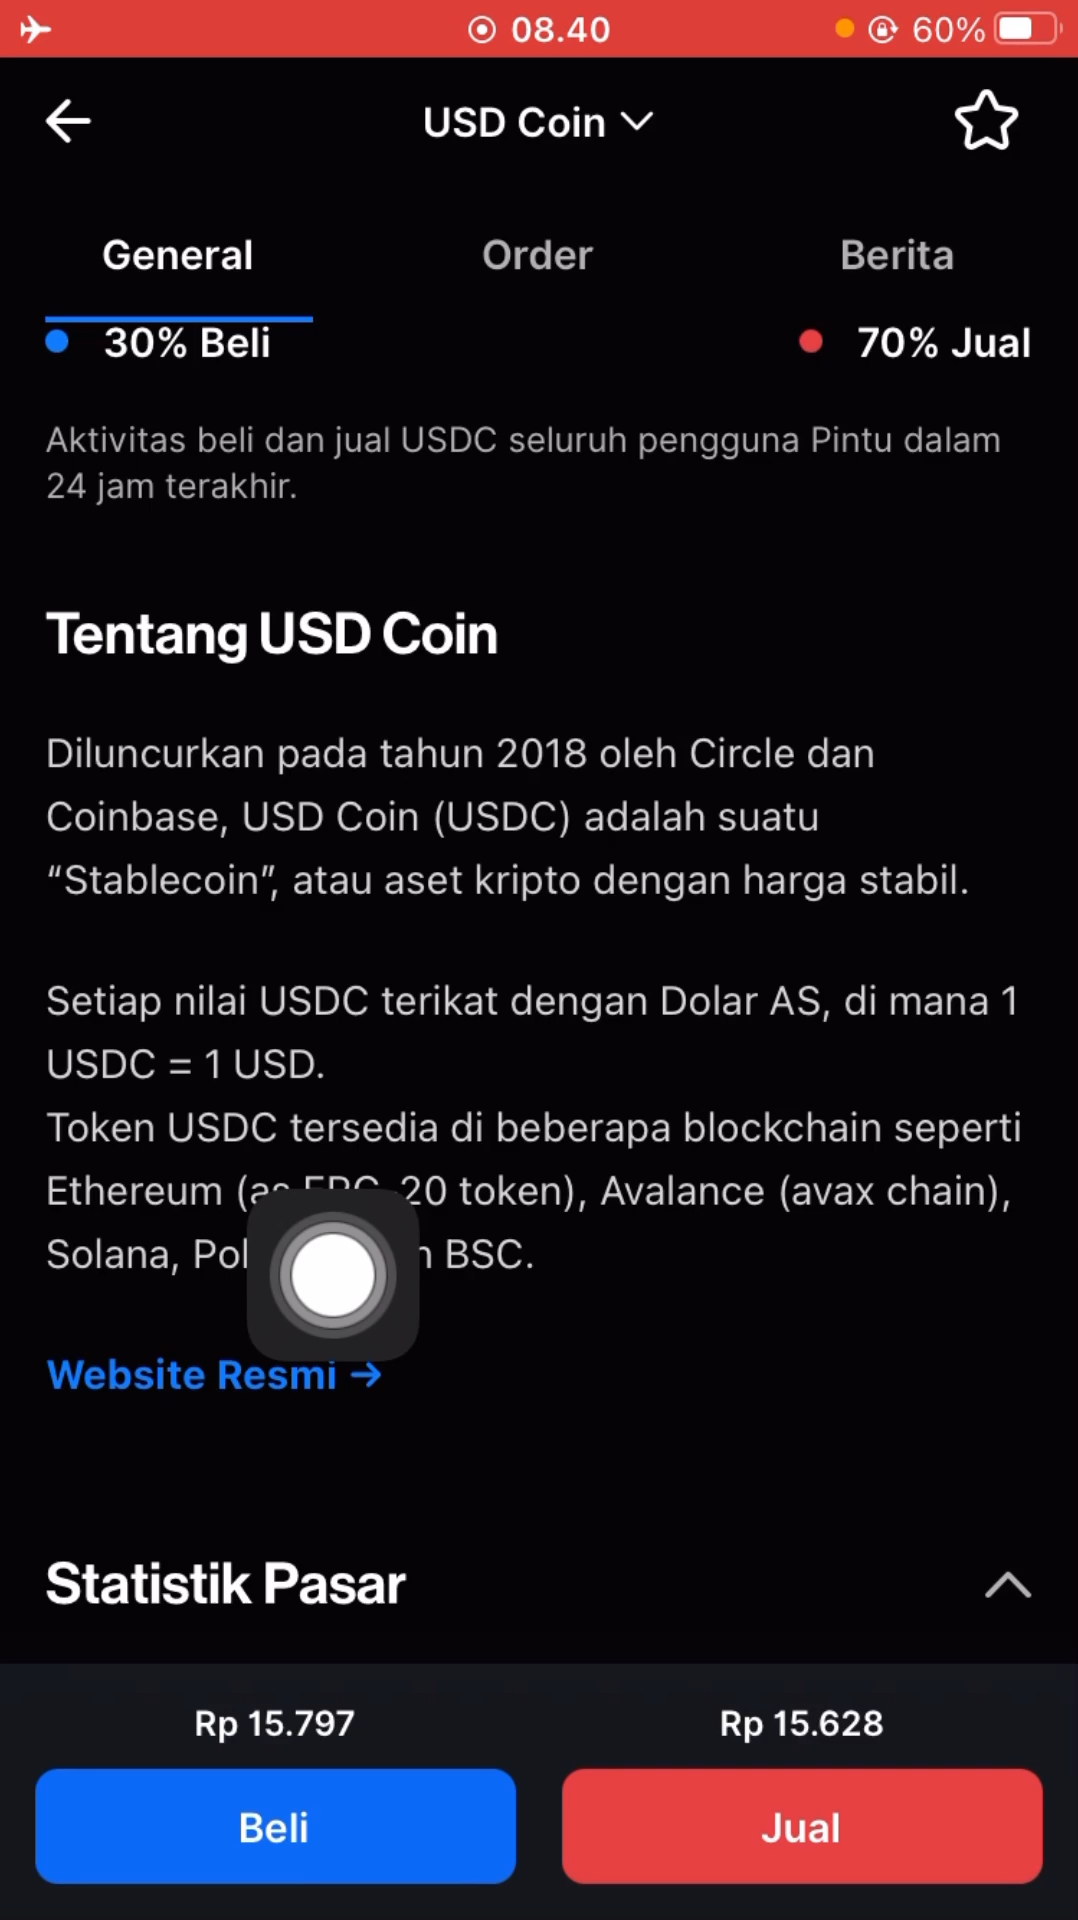 08.40
60%
USD Coin
General
Order
Berita
30% Beli
70% Jual
Aktivitas beli dan jual USDC seluruh pengguna Pintu dalam
24 jam terakhir.
Tentang USD Coin
Diluncurkan pada tahun 2018 oleh Circle dan
Coinbase, USD Coin (USDC) adalah suatu
“Stablecoin”, atau aset kripto dengan harga stabil.
Setiap nilai USDC terikat dengan Dolar AS, di mana 1
USDC = 1 USD.
Token USDC tersedia di beberapa blockchain seperti
Ethereum (as ERC-20 token), Avalance (avax chain),
Solana, BSC.
Website Resmi →
Statistik Pasar
Rp 15.797
Rp 15.628
Beli
Jual